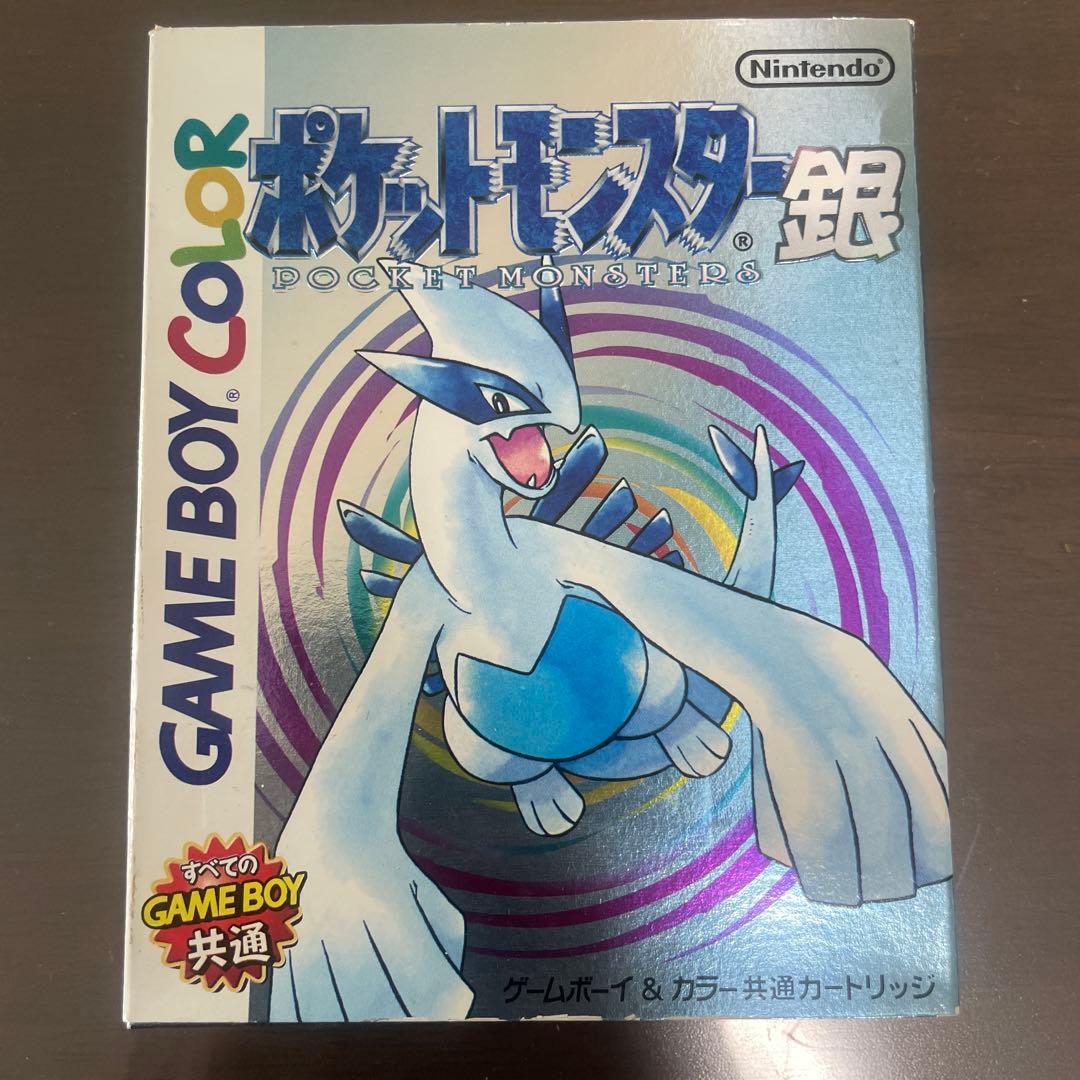 Nintendo®
ポケットモンスター®銀
POCKET MONSTERS
GAME BOY® COLOR
すべての
GAME BOY
共通
ゲームボーイ & カラー共通カートリッジ